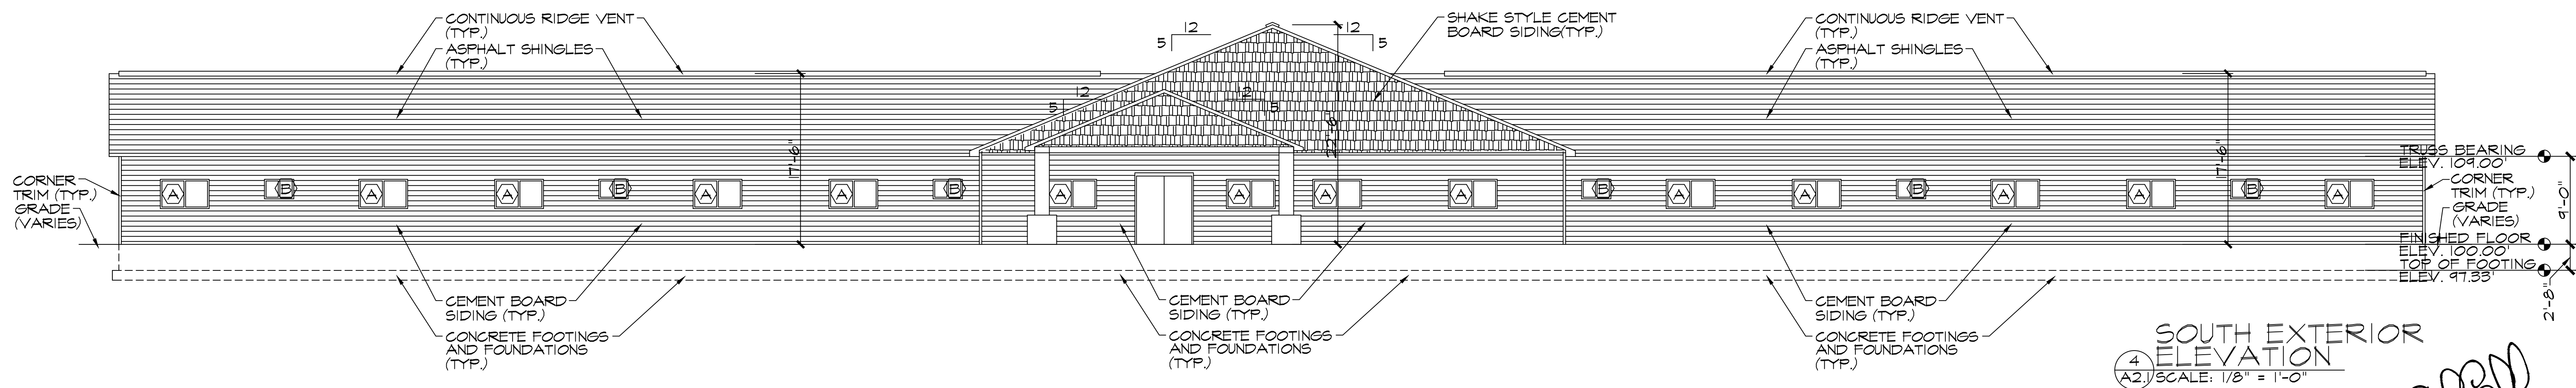 CONTINUOUS RIDGE VENT
(TYP.)
ASPHALT SHINGLES
(TYP.)
12
5
12
5
SHAKE STYLE CEMENT
BOARD SIDING(TYP.)
CONTINUOUS RIDGE VENT
(TYP.)
ASPHALT SHINGLES
(TYP.)
12
5
12
5
17'-6"
22'-6"
17'-6"
CORNER
TRIM (TYP.)
GRADE
(VARIES)
A
B
A
A
B
A
A
B
A
A
A
A
B
A
A
B
A
A
B
A
TRUSS BEARING
ELEV. 109.00'
CORNER
TRIM (TYP.)
GRADE
(VARIES)
9'-0"
FINISHED FLOOR
ELEV. 100.00'
TOP OF FOOTING
ELEV. 97.33'
2'-8"
CEMENT BOARD
SIDING (TYP.)
CONCRETE FOOTINGS
AND FOUNDATIONS
(TYP.)
CEMENT BOARD
SIDING (TYP.)
CONCRETE FOOTINGS
AND FOUNDATIONS
(TYP.)
CEMENT BOARD
SIDING (TYP.)
CONCRETE FOOTINGS
AND FOUNDATIONS
(TYP.)
SOUTH EXTERIOR
ELEVATION
4
A2.1
SCALE: 1/8" = 1'-0"